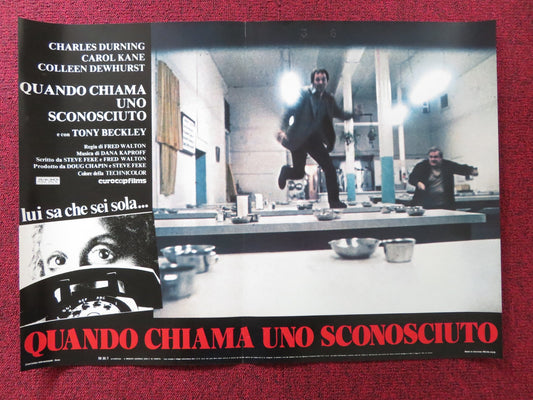 CHARLES DURNING
CAROL KANE
COLLEEN DEWHURST
QUANDO CHIAMA
UNO
SCONOSCIUTO
e con TONY BECKLEY
Regia di FRED WALTON
Musica di DANA KAPROFF
Scritto da STEVE FEKE e FRED WALTON
Prodotto da DOUG CHAPIN e STEVE FEKE
Colore della TECHNICOLOR
eurocopfilms
lui sa che sei sola...
3 6
QUANDO CHIAMA UNO SCONOSCIUTO